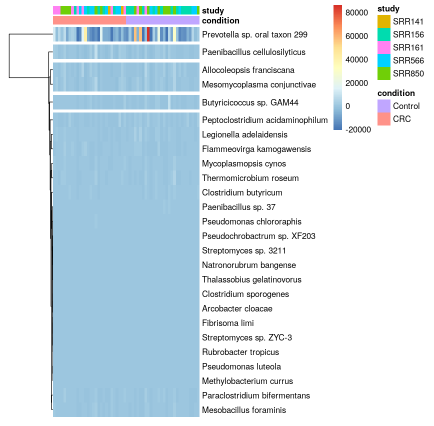 study
condition
Prevotella sp. oral taxon 299
Paenibacillus cellulosilyticus
Allocoleopsis franciscana
Mesomycoplasma conjunctivae
Butyricicoccus sp. GAM44
Peptoclostridium acidaminophilum
Legionella adelaidensis
Flammeovirga kamogawensis
Mycoplasmopsis cynos
Thermomicrobium roseum
Clostridium butyricum
Paenibacillus sp. 37
Pseudomonas chlororaphis
Pseudochrobactrum sp. XF203
Streptomyces sp. 3211
Natronorubrum bangense
Thalassobius gelatinovorus
Clostridium sporogenes
Arcobacter cloacae
Fibrisoma limi
Streptomyces sp. ZYC-3
Rubrobacter tropicus
Pseudomonas luteola
Methylobacterium currus
Paraclostridium bifermentans
Mesobacillus foraminis
80000
60000
40000
20000
0
-20000
study
SRR141
SRR156
SRR161
SRR566
SRR850
condition
Control
CRC